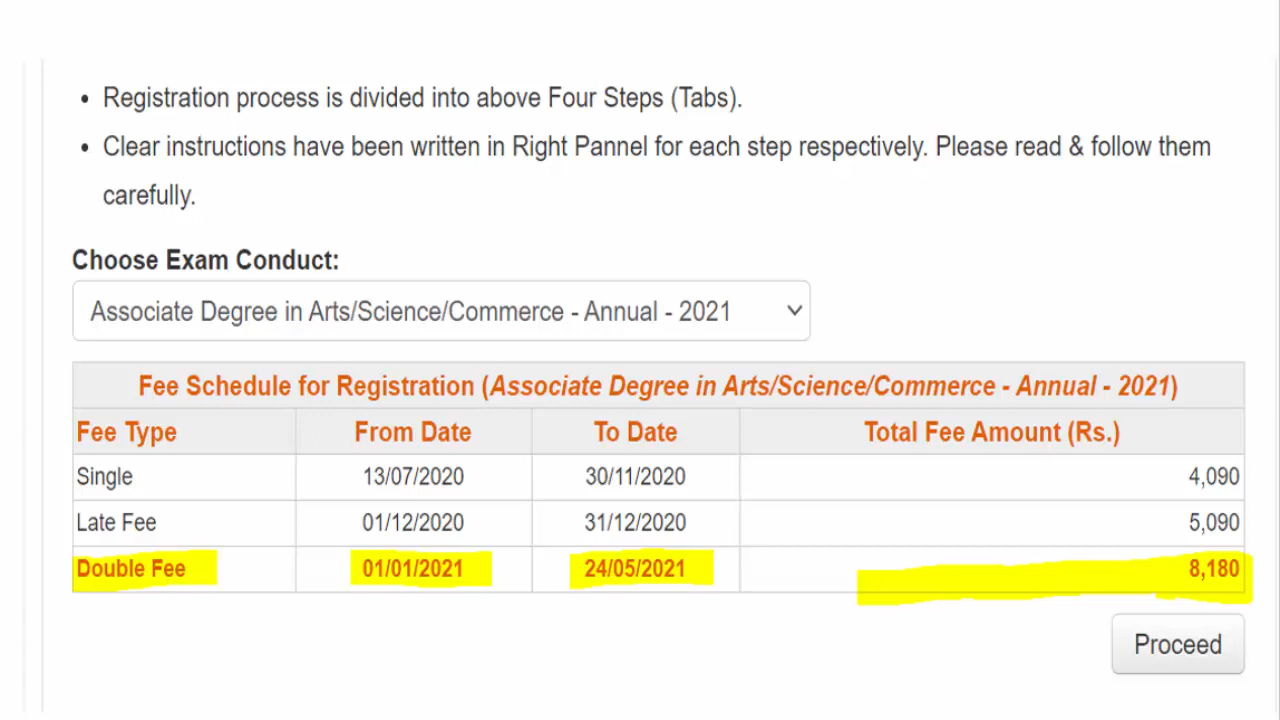 Registration process is divided into above Four Steps (Tabs).
Clear instructions have been written in Right Pannel for each step respectively. Please read & follow them
carefully.
Choose Exam Conduct:
Associate Degree in Arts/Science/Commerce - Annual - 2021
Fee Schedule for Registration (Associate Degree in Arts/Science/Commerce - Annual - 2021)
Fee Type From Date To Date Total Fee Amount (Rs.)
Single 13/07/2020 30/11/2020 4,090
Late Fee 01/12/2020 31/12/2020 5,090
Double Fee 01/01/2021 24/05/2021 8,180
Proceed